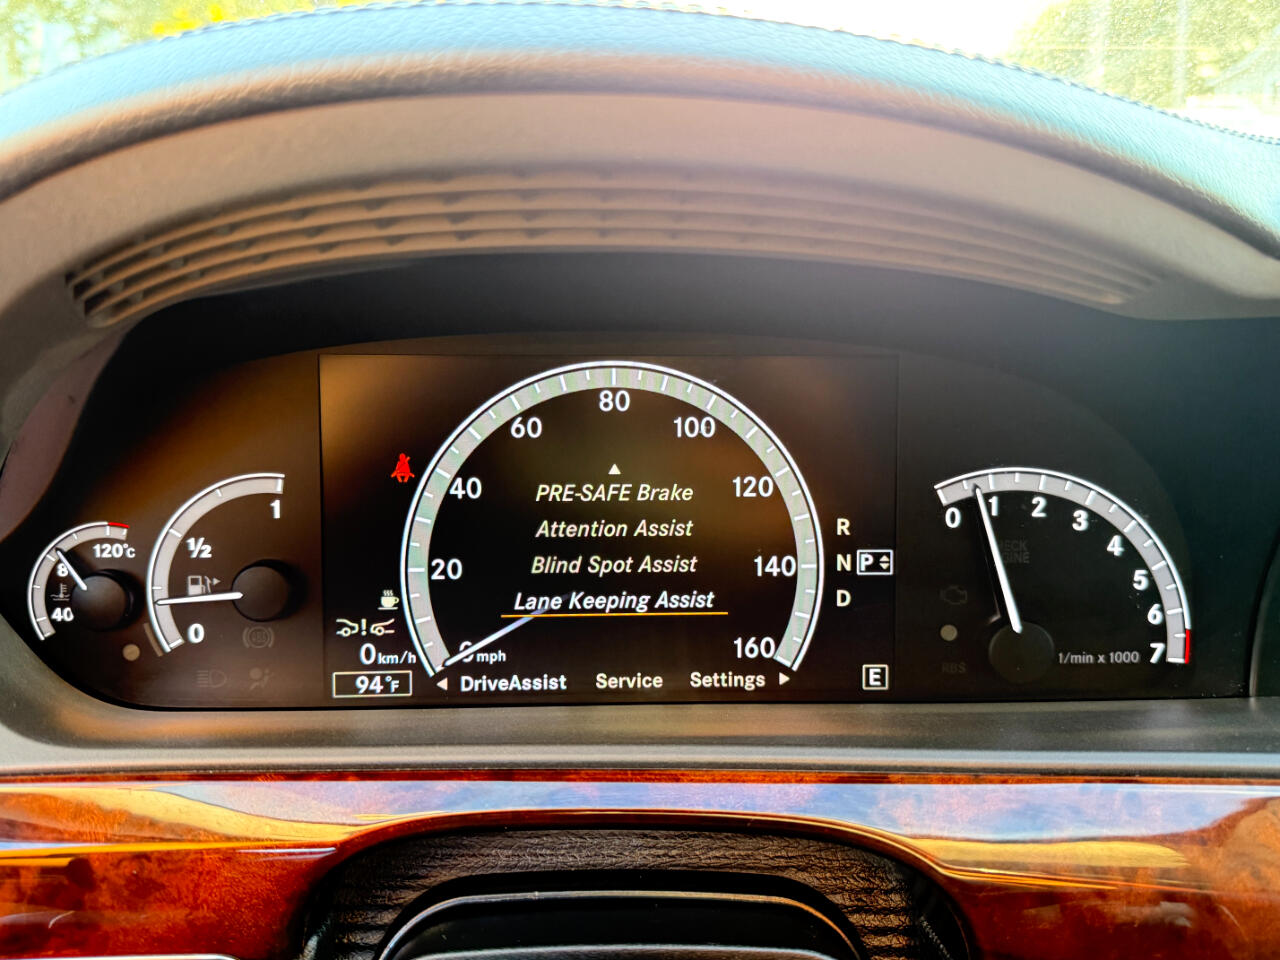 120°c
8
40
1
½
0
20
40
60
80
100
120
140
160
0 mph
PRE-SAFE Brake
Attention Assist
Blind Spot Assist
Lane Keeping Assist
0 km/h
94°F
DriveAssist Service Settings
R
N P
D
E
0
1
2
3
4
5
6
7
1/min x 1000